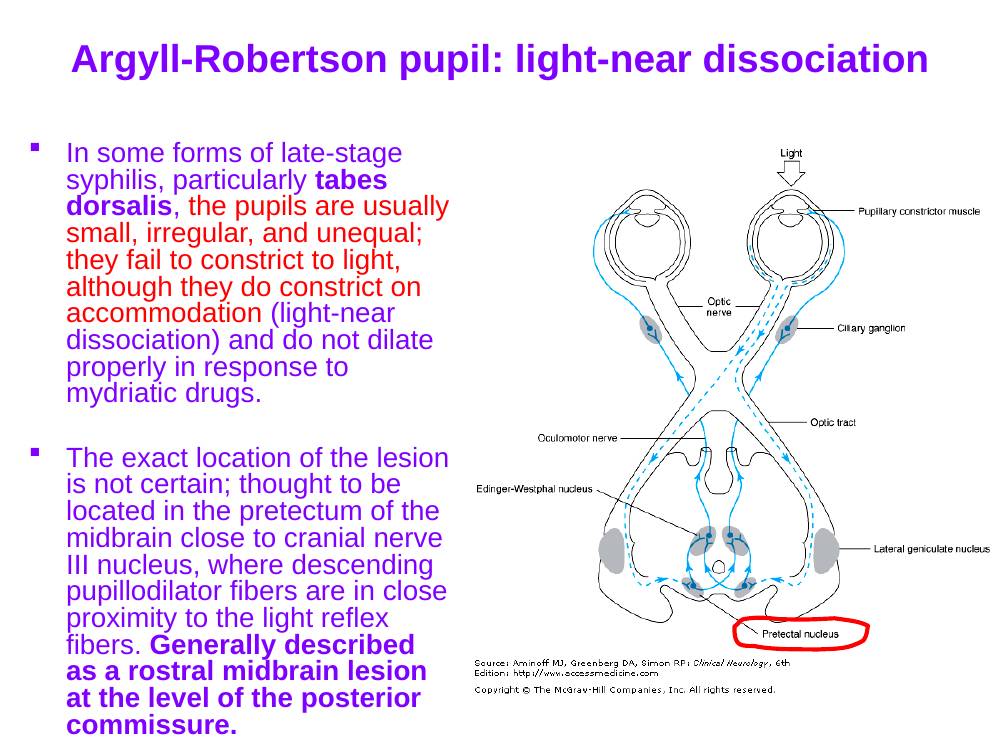 Argyll-Robertson pupil: light-near dissociation
In some forms of late-stage
syphilis, particularly tabes
dorsalis, the pupils are usually
small, irregular, and unequal;
they fail to constrict to light,
although they do constrict on
accommodation (light-near
dissociation) and do not dilate
properly in response to
mydriatic drugs.
The exact location of the lesion
is not certain; thought to be
located in the pretectum of the
midbrain close to cranial nerve
III nucleus, where descending
pupillodilator fibers are in close
proximity to the light reflex
fibers. Generally described
as a rostral midbrain lesion
at the level of the posterior
commissure.
Light
Pupillary constrictor muscle
Optic
nerve
Ciliary ganglion
Optic tract
Oculomotor nerve
Edinger-Westphal nucleus
Lateral geniculate nucleus
Pretectal nucleus
Source: Aminoff MJ, Greenberg DA, Simon RP: Clinical Neurology, 6th
Edition: http://www.accessmedicine.com
Copyright © The McGraw-Hill Companies, Inc. All rights reserved.